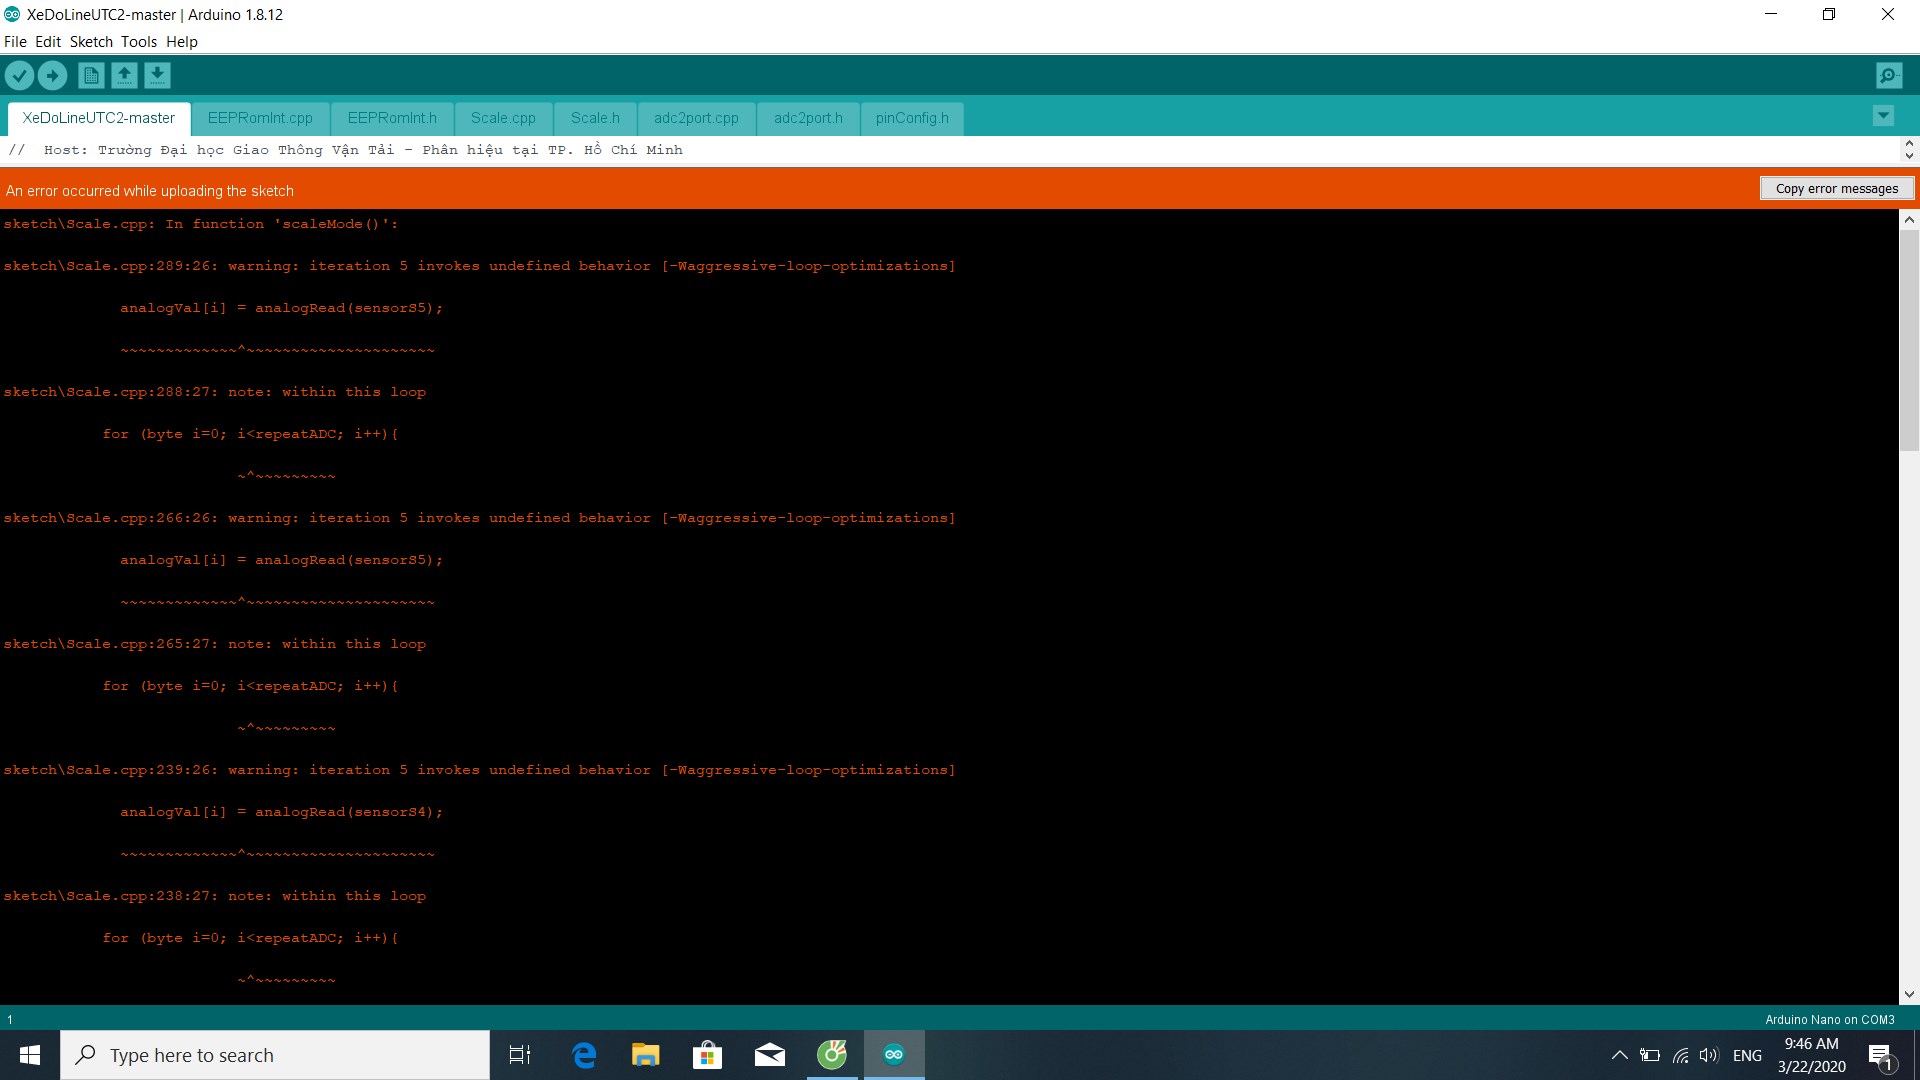 XeDoLineUTC2-master | Arduino 1.8.12
File Edit Sketch Tools Help
XeDoLineUTC2-master EEPRomInt.cpp EEPRomInt.h Scale.cpp Scale.h adc2port.cpp adc2port.h pinConfig.h
// Host: Trường Đại học Giao Thông Vận Tải - Phân hiệu tại TP. Hồ Chí Minh
An error occurred while uploading the sketch
Copy error messages
sketch\Scale.cpp: In function 'scaleMode()':
sketch\Scale.cpp:289:26: warning: iteration 5 invokes undefined behavior [-Waggressive-loop-optimizations]
analogVal[i] = analogRead(sensorS5);
~~~~~~~~~~~~~^~~~~~~~~~~~~~~~~~~~~~
sketch\Scale.cpp:288:27: note: within this loop
for (byte i=0; i<repeatADC; i++){
~^~~~~~~~~~
sketch\Scale.cpp:266:26: warning: iteration 5 invokes undefined behavior [-Waggressive-loop-optimizations]
analogVal[i] = analogRead(sensorS5);
~~~~~~~~~~~~~^~~~~~~~~~~~~~~~~~~~~~
sketch\Scale.cpp:265:27: note: within this loop
for (byte i=0; i<repeatADC; i++){
~^~~~~~~~~~
sketch\Scale.cpp:239:26: warning: iteration 5 invokes undefined behavior [-Waggressive-loop-optimizations]
analogVal[i] = analogRead(sensorS4);
~~~~~~~~~~~~~^~~~~~~~~~~~~~~~~~~~~~
sketch\Scale.cpp:238:27: note: within this loop
for (byte i=0; i<repeatADC; i++){
~^~~~~~~~~~
1
Arduino Nano on COM3
Type here to search
ENG
9:46 AM
3/22/2020
1